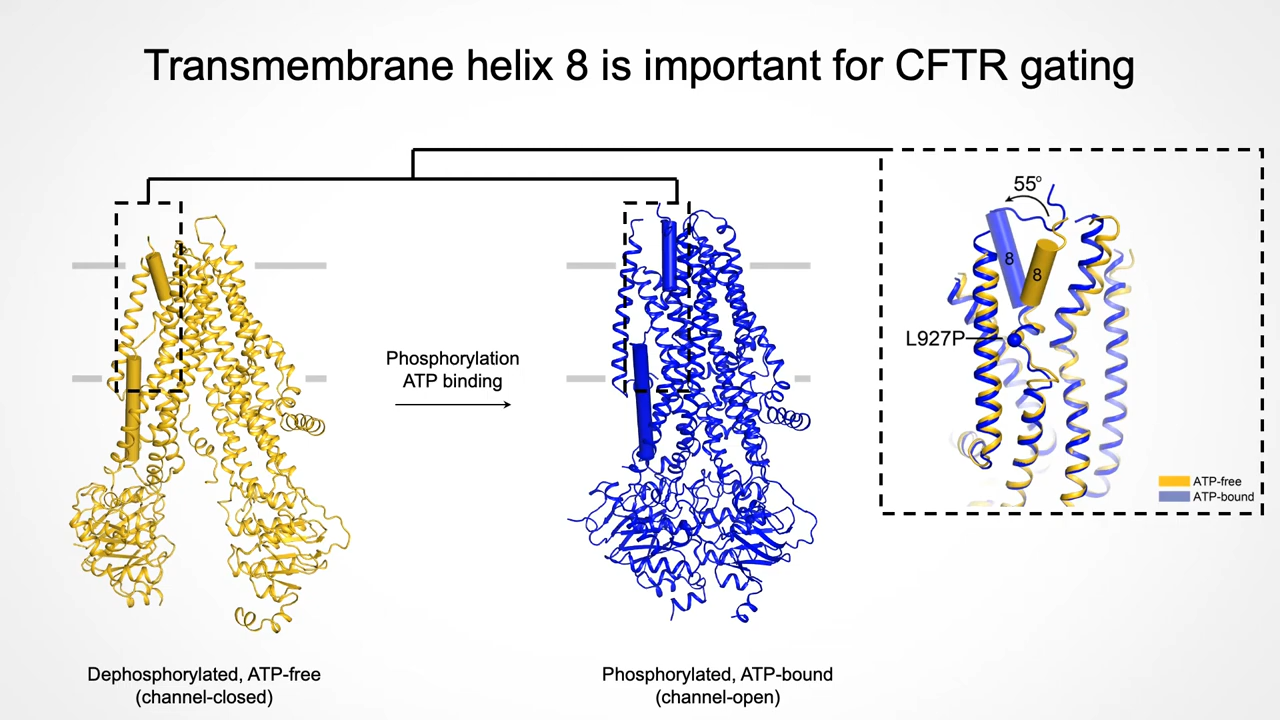 Transmembrane helix 8 is important for CFTR gating
55°
8
8
L927P
Phosphorylation
ATP binding
ATP-free
ATP-bound
Dephosphorylated, ATP-free
(channel-closed)
Phosphorylated, ATP-bound
(channel-open)